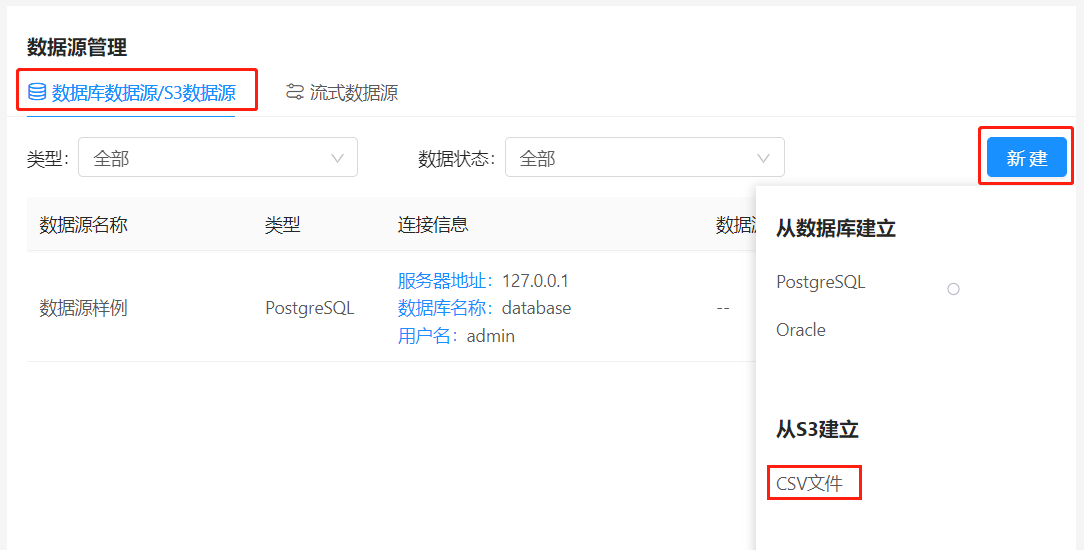 数据源管理
数据库数据源/S3数据源 流式数据源
类型: 全部 数据状态: 全部 新 建
数据源名称 类型 连接信息 数据
从数据库建立
服务器地址: 127.0.0.1 PostgreSQL
数据源样例 PostgreSQL 数据库名称: database --
Oracle
用户名: admin
从S3建立
CSV文件